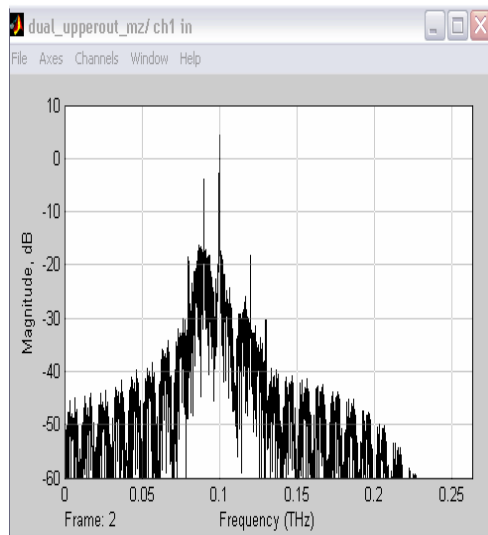 dual_upperout_mz/ ch1 in
File Axes Channels Window Help
10
0
-10
-20
-30
-40
-50
-60
Magnitude, dB
0 0.05 0.1 0.15 0.2 0.25
Frame: 2 Frequency (THz)